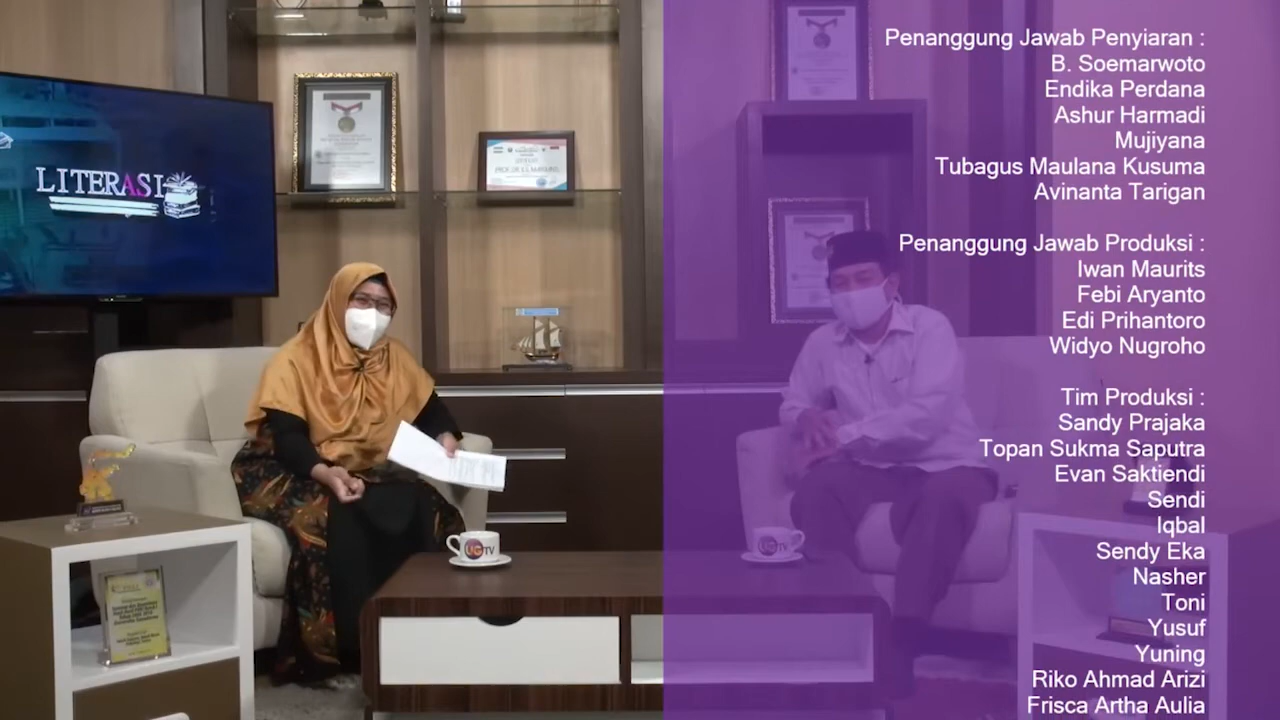 LITERASI
UGTV
UGTV
Penanggung Jawab Penyiaran :
B. Soemarwoto
Endika Perdana
Ashur Harmadi
Mujiyana
Tubagus Maulana Kusuma
Avinanta Tarigan
Penanggung Jawab Produksi :
Iwan Maurits
Febi Aryanto
Edi Prihantoro
Widyo Nugroho
Tim Produksi :
Sandy Prajaka
Topan Sukma Saputra
Evan Saktiendi
Sendi
Iqbal
Sendy Eka
Nasher
Toni
Yusuf
Yuning
Riko Ahmad Arizi
Frisca Artha Aulia